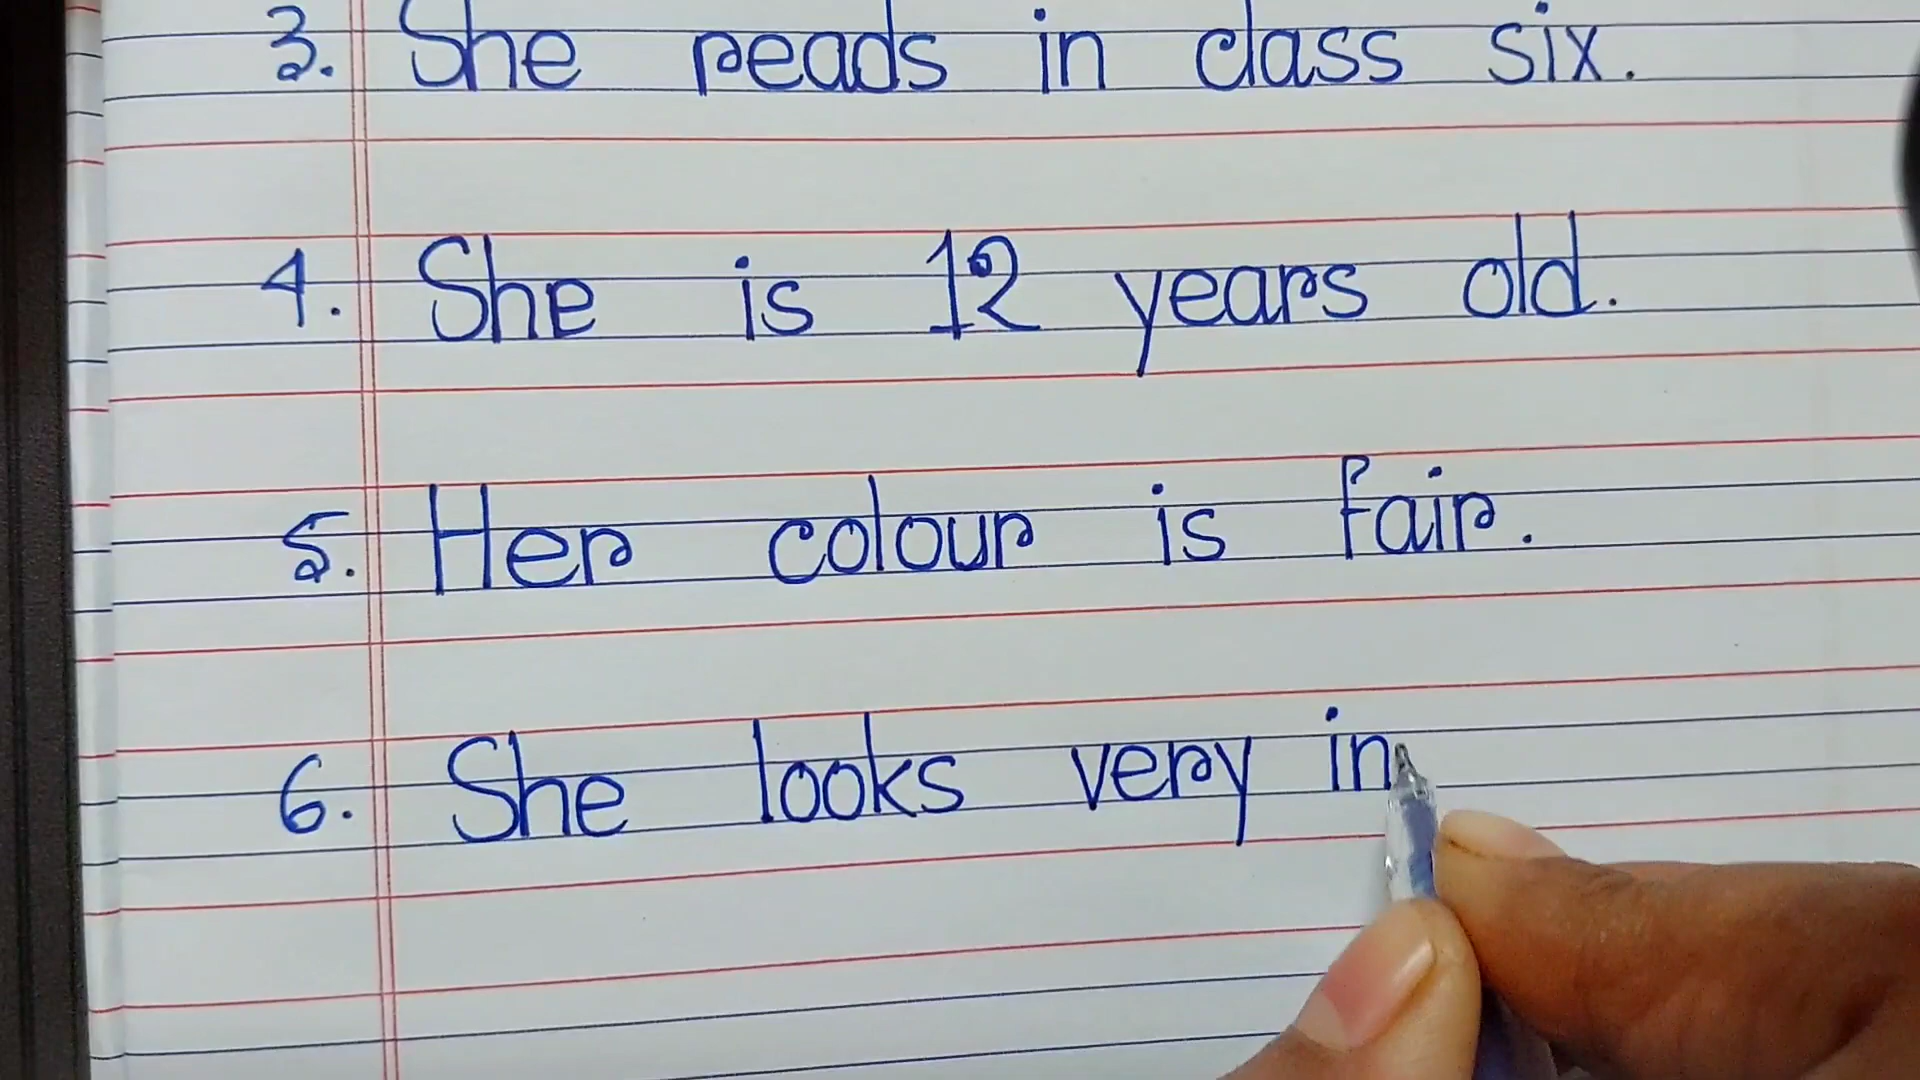 3. She reads in class six.
4. She is 12 years old.
5. Her colour is fair.
6. She looks very in